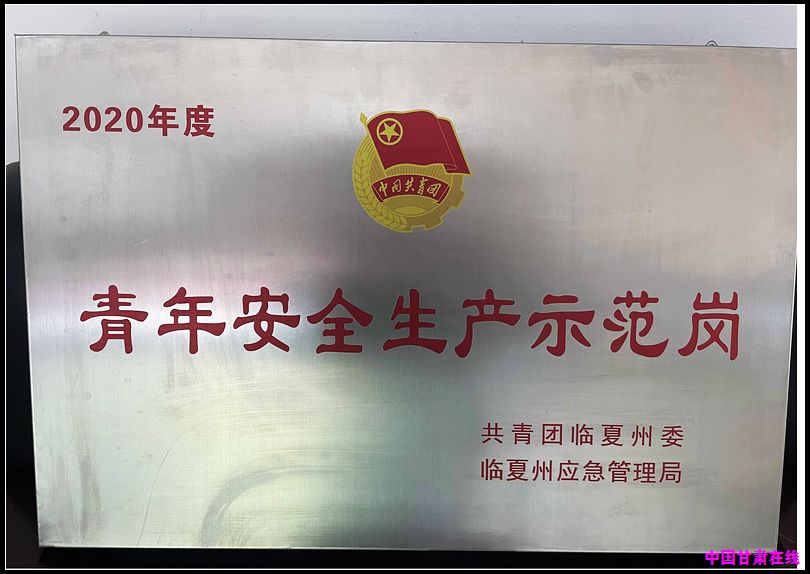 2020年度
中国共青团
青年安全生产示范岗
共青团临夏州委
临夏州应急管理局
中国甘肃在线